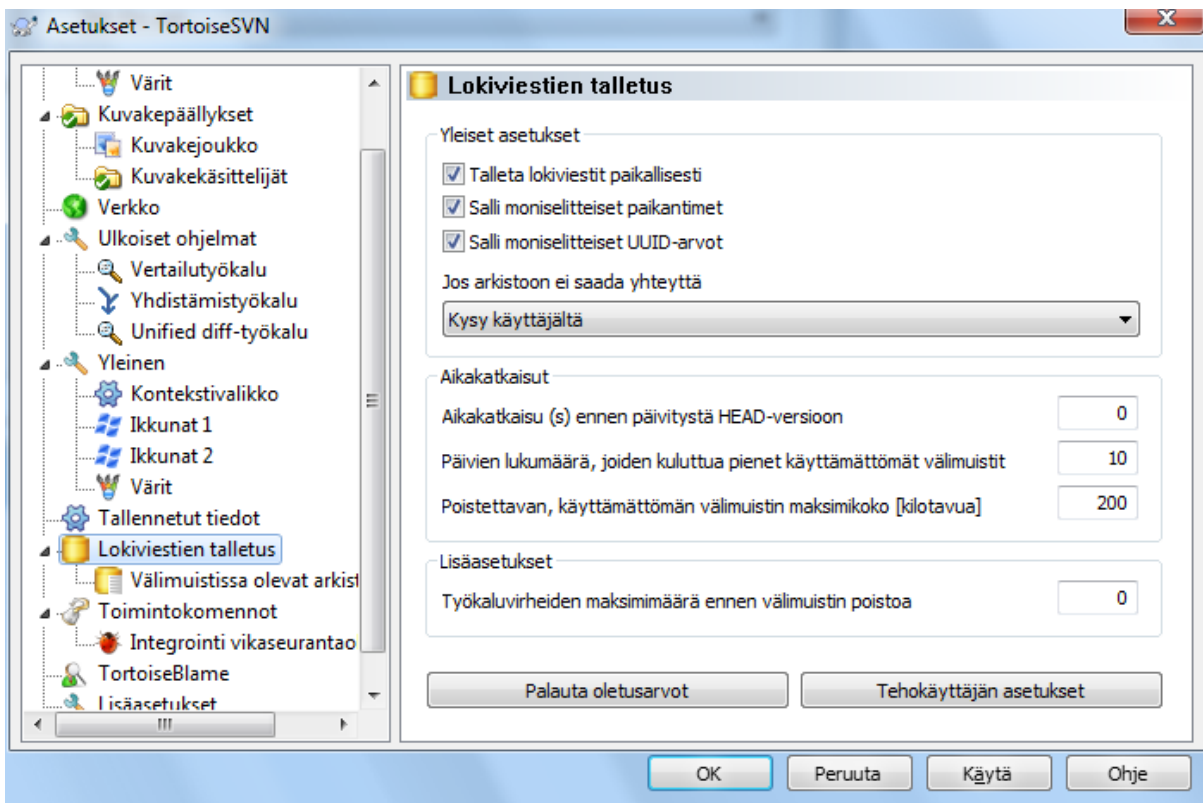 Asetukset - TortoiseSVN
Värit
Kuvakepäällykset
Kuvakejoukko
Kuvakekäsittelijät
Verkko
Ulkoiset ohjelmat
Vertailutyökalu
Yhdistämistyökalu
Unified diff-työkalu
Yleinen
Kontekstivalikko
Ikkunat 1
Ikkunat 2
Värit
Tallennetut tiedot
Lokiviestien talletus
Välimuistissa olevat arkist
Toimintokomennot
Integrointi vikaseurantao
TortoiseBlame
Lisäasetukset
Lokiviestien talletus
Yleiset asetukset
Talleta lokiviestit paikallisesti
Salli moniselitteiset paikantimet
Salli moniselitteiset UUID-arvot
Jos arkistoon ei saada yhteyttä
Kysy käyttäjältä
Aikakatkaisut
Aikakatkaisu (s) ennen päivitystä HEAD-versioon 0
Päivien lukumäärä, joiden kuluttua pienet käyttämättömät välimuistit 10
Poistettavan, käyttämättömän välimuistin maksimikoko [kilotavua] 200
Lisäasetukset
Työkaluvirheiden maksimimäärä ennen välimuistin poistoa 0
Palauta oletusarvot Tehokäyttäjän asetukset
OK Peruuta Käytä Ohje